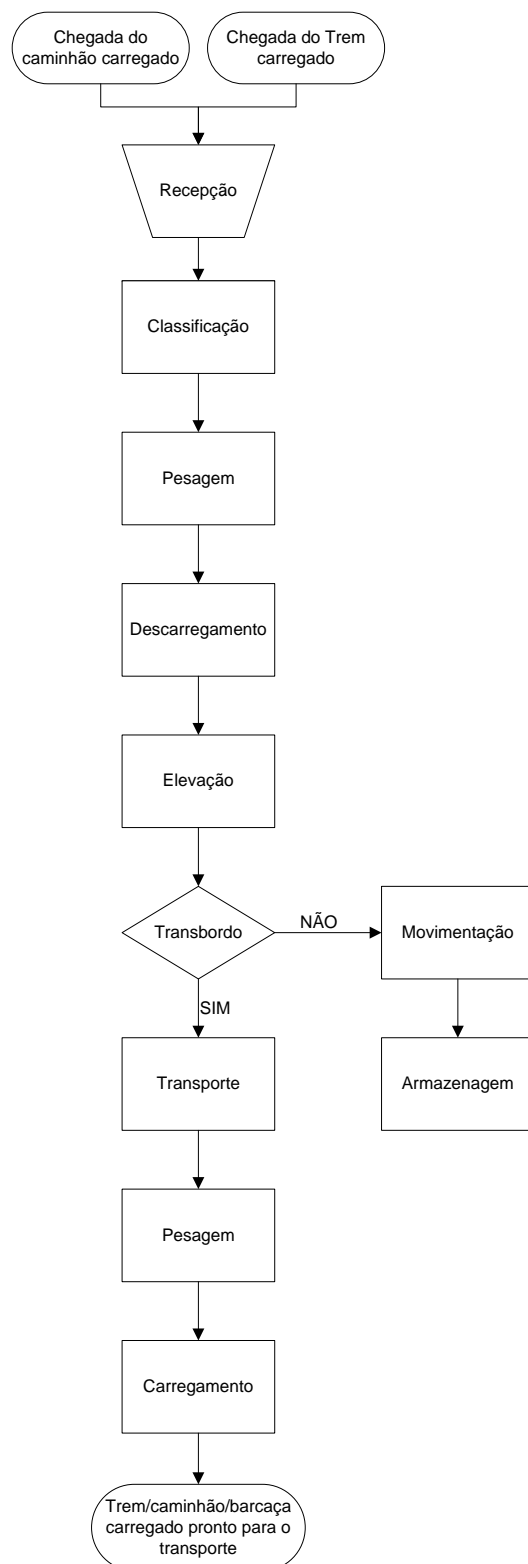 Chegada do
caminhão carregado
Chegada do Trem
carregado
Recepção
Classificação
Pesagem
Descarregamento
Elevação
Transbordo
NÃO
Movimentação
SIM
Transporte
Armazenagem
Pesagem
Carregamento
Trem/caminhão/barcaça
carregado pronto para o
transporte